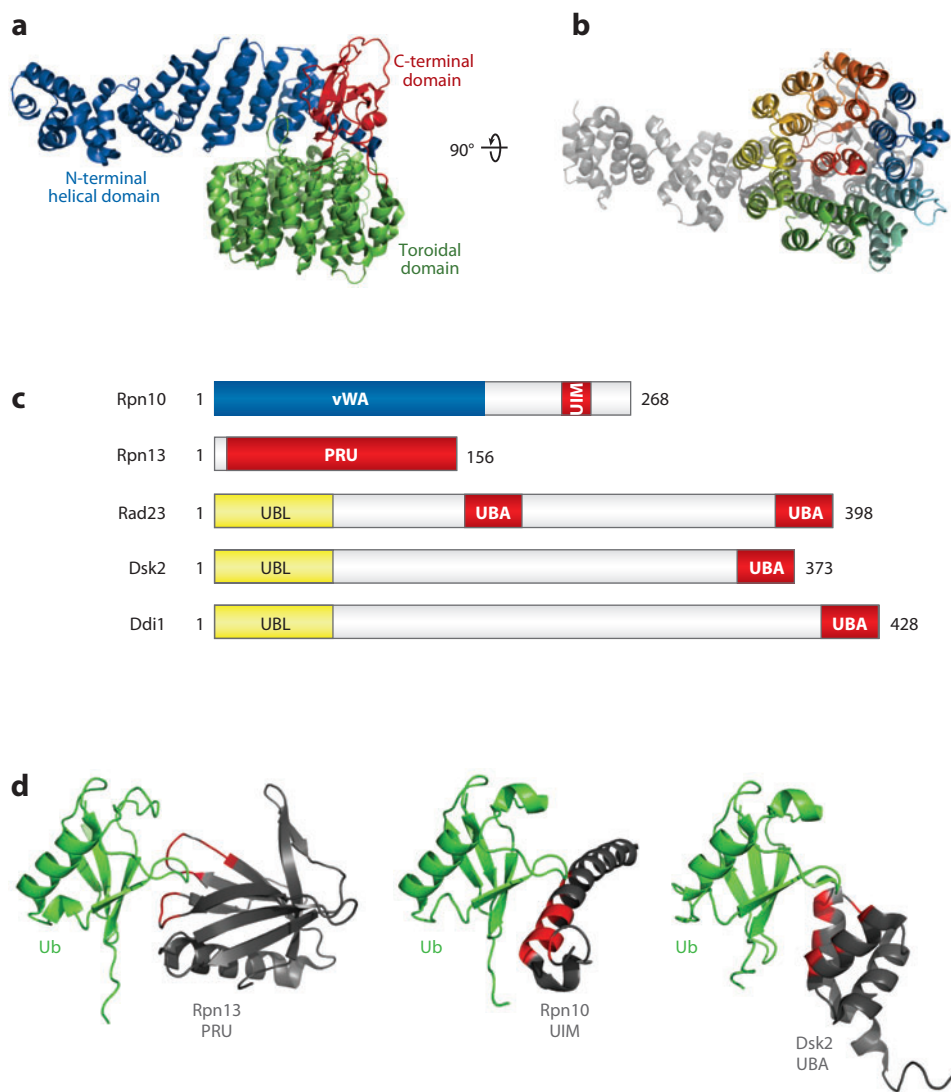 a
b
C-terminal
domain
N-terminal
helical domain
Toroidal
domain
90°
c
Rpn10 1 vWA UIM 268
Rpn13 1 PRU 156
Rad23 1 UBL UBA UBA 398
Dsk2 1 UBL UBA 373
Ddi1 1 UBL UBA 428
d
Ub
Rpn13
PRU
Ub
Rpn10
UIM
Ub
Dsk2
UBA